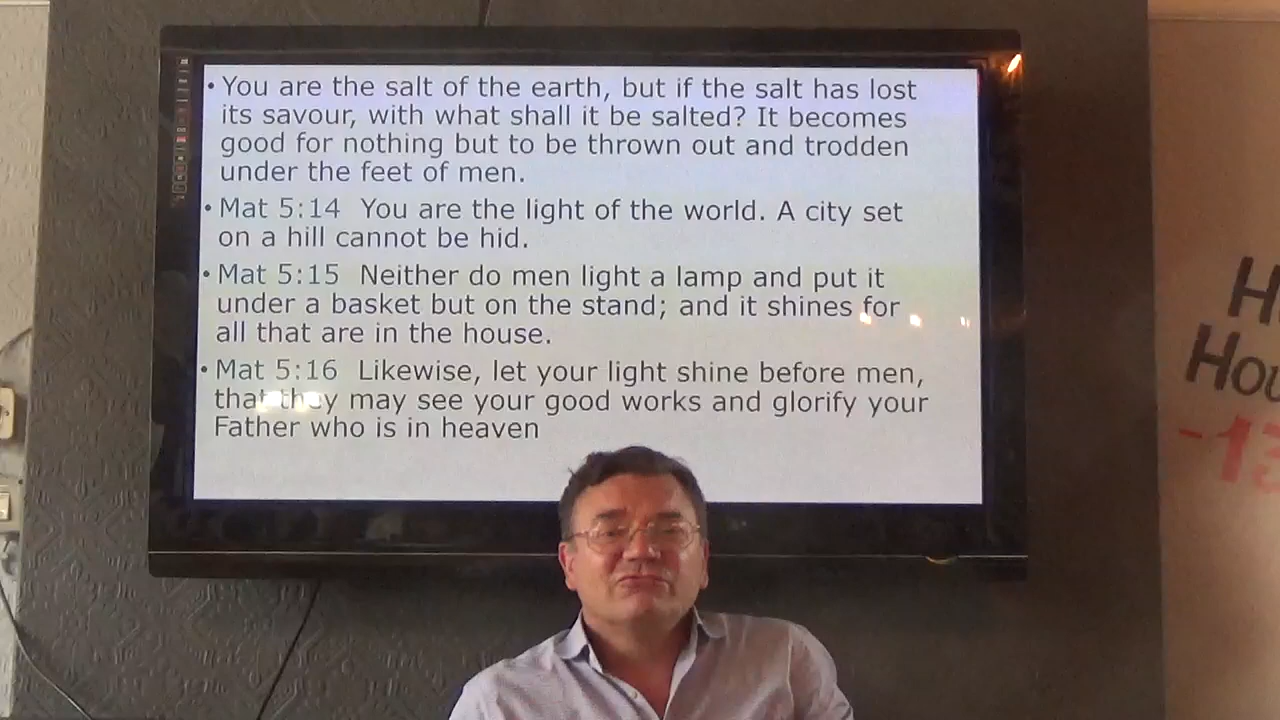 • You are the salt of the earth, but if the salt has lost
its savour, with what shall it be salted? It becomes
good for nothing but to be thrown out and trodden
under the feet of men.
• Mat 5:14 You are the light of the world. A city set
on a hill cannot be hid.
• Mat 5:15 Neither do men light a lamp and put it
under a basket but on the stand; and it shines for
all that are in the house.
• Mat 5:16 Likewise, let your light shine before men,
that they may see your good works and glorify your
Father who is in heaven